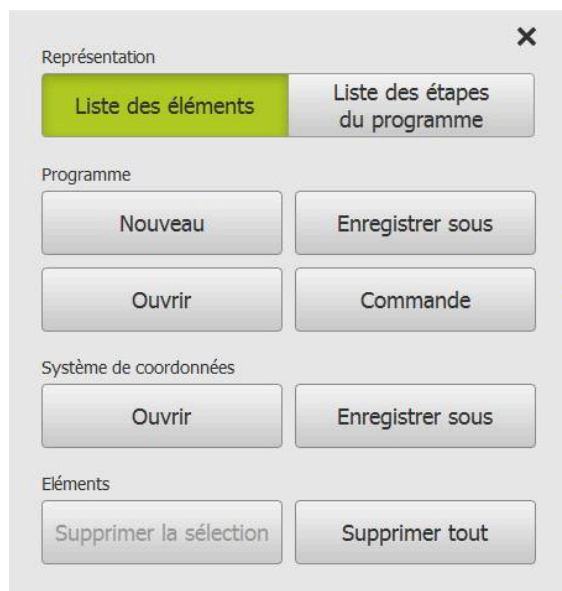 Représentation
Liste des éléments
Liste des étapes
du programme
Programme
Nouveau
Enregistrer sous
Ouvrir
Commande
Système de coordonnées
Ouvrir
Enregistrer sous
Eléments
Supprimer la sélection
Supprimer tout